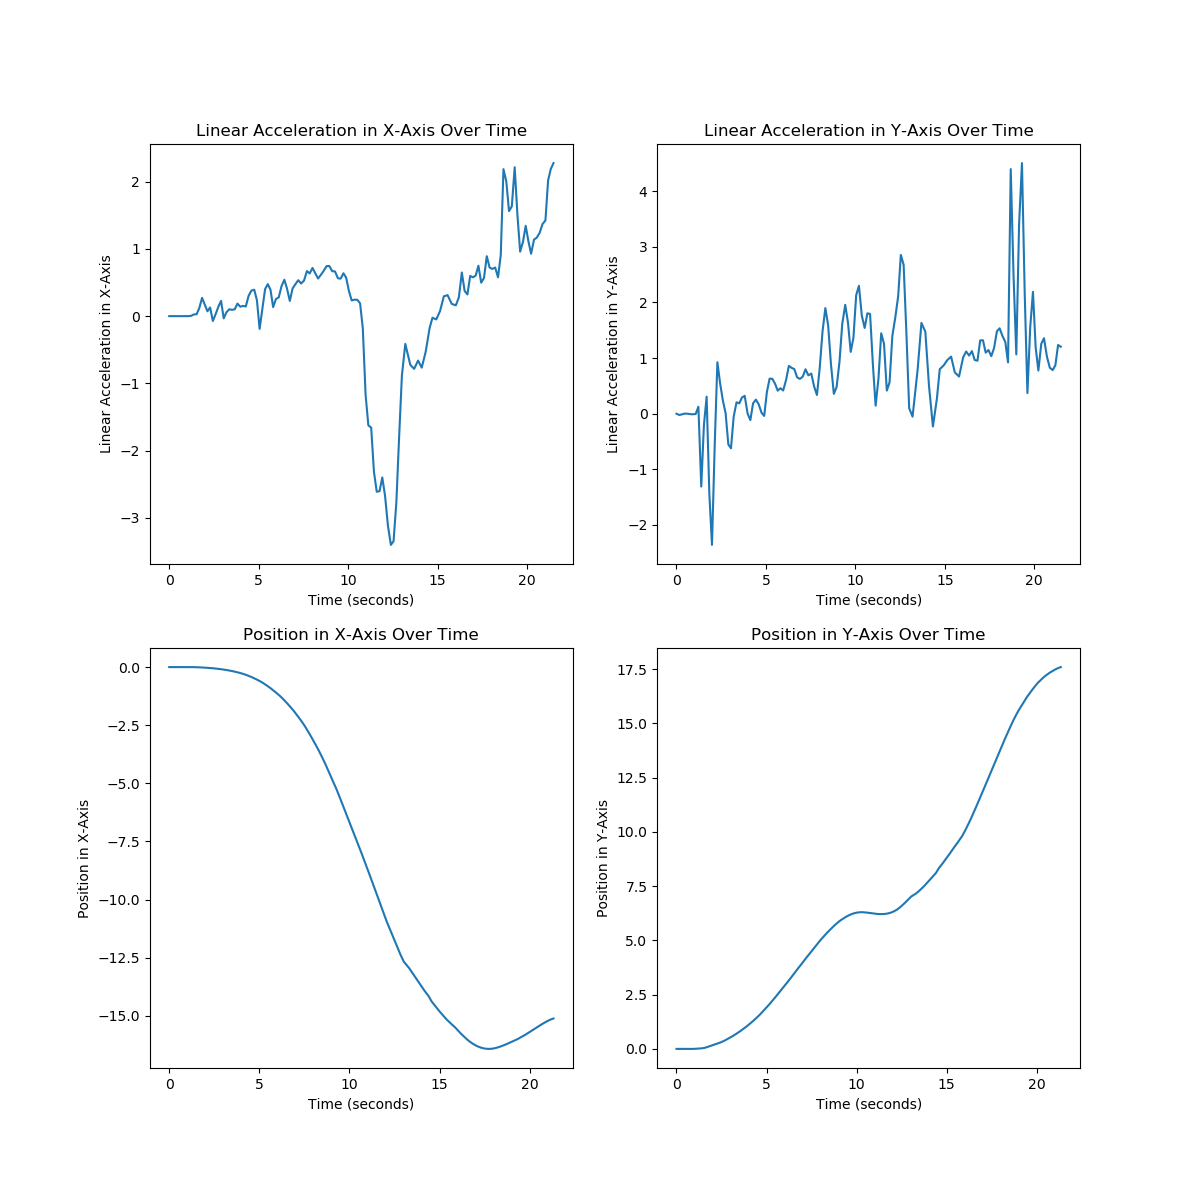 Linear Acceleration in X-Axis Over Time
Linear Acceleration in X-Axis
2
1
0
−1
−2
−3
0 5 10 15 20
Time (seconds)
Linear Acceleration in Y-Axis Over Time
Linear Acceleration in Y-Axis
4
3
2
1
0
−1
−2
0 5 10 15 20
Time (seconds)
Position in X-Axis Over Time
Position in X-Axis
0.0
−2.5
−5.0
−7.5
−10.0
−12.5
−15.0
0 5 10 15 20
Time (seconds)
Position in Y-Axis Over Time
Position in Y-Axis
17.5
15.0
12.5
10.0
7.5
5.0
2.5
0.0
0 5 10 15 20
Time (seconds)